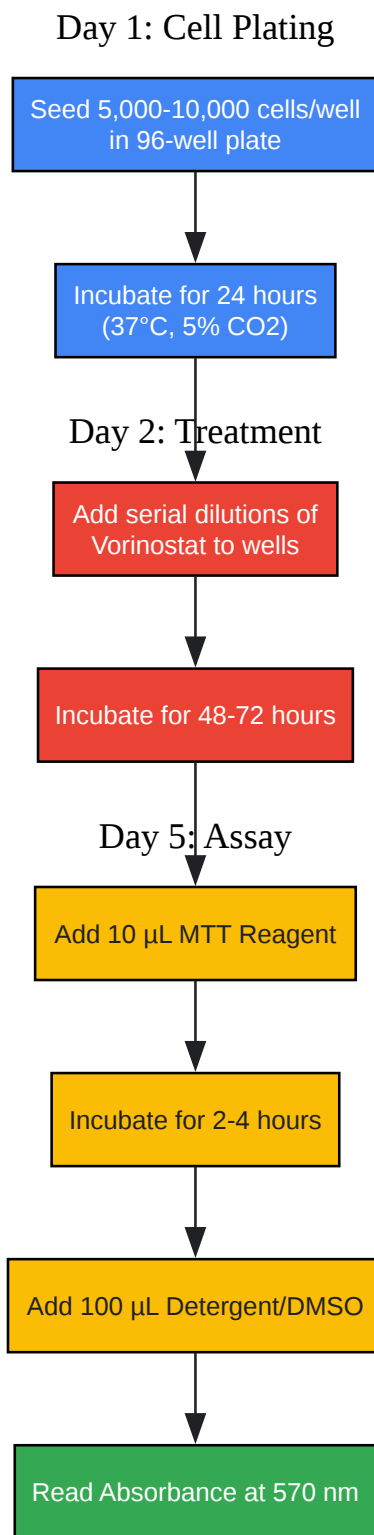 Day 1: Cell Plating
Seed 5,000-10,000 cells/well
in 96-well plate
Incubate for 24 hours
(37°C, 5% CO2)
Day 2: Treatment
Add serial dilutions of
Vorinostat to wells
Incubate for 48-72 hours
Day 5: Assay
Add 10 µL MTT Reagent
Incubate for 2-4 hours
Add 100 µL Detergent/DMSO
Read Absorbance at 570 nm